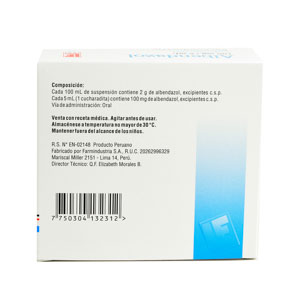 Albendazol
Composición:
Cada 100 mL de suspensión contiene 2 g de albendazol, excipientes c.s.p.
Cada 5 mL (1 cucharadita) contiene 100 mg de albendazol, excipientes c.s.p.
Vía de administración: Oral
Venta con receta médica. Agitar antes de usar.
Almacénese a temperatura no mayor de 30°C.
Mantener fuera del alcance de los niños.
R.S. N° EN-02148 Producto Peruano
Fabricado por Farmindustria S.A., R.U.C. 20262996329
Mariscal Miller 2151 - Lima 14, Perú.
Director Técnico: Q.F. Elizabeth Morales B.
7 750304 132312